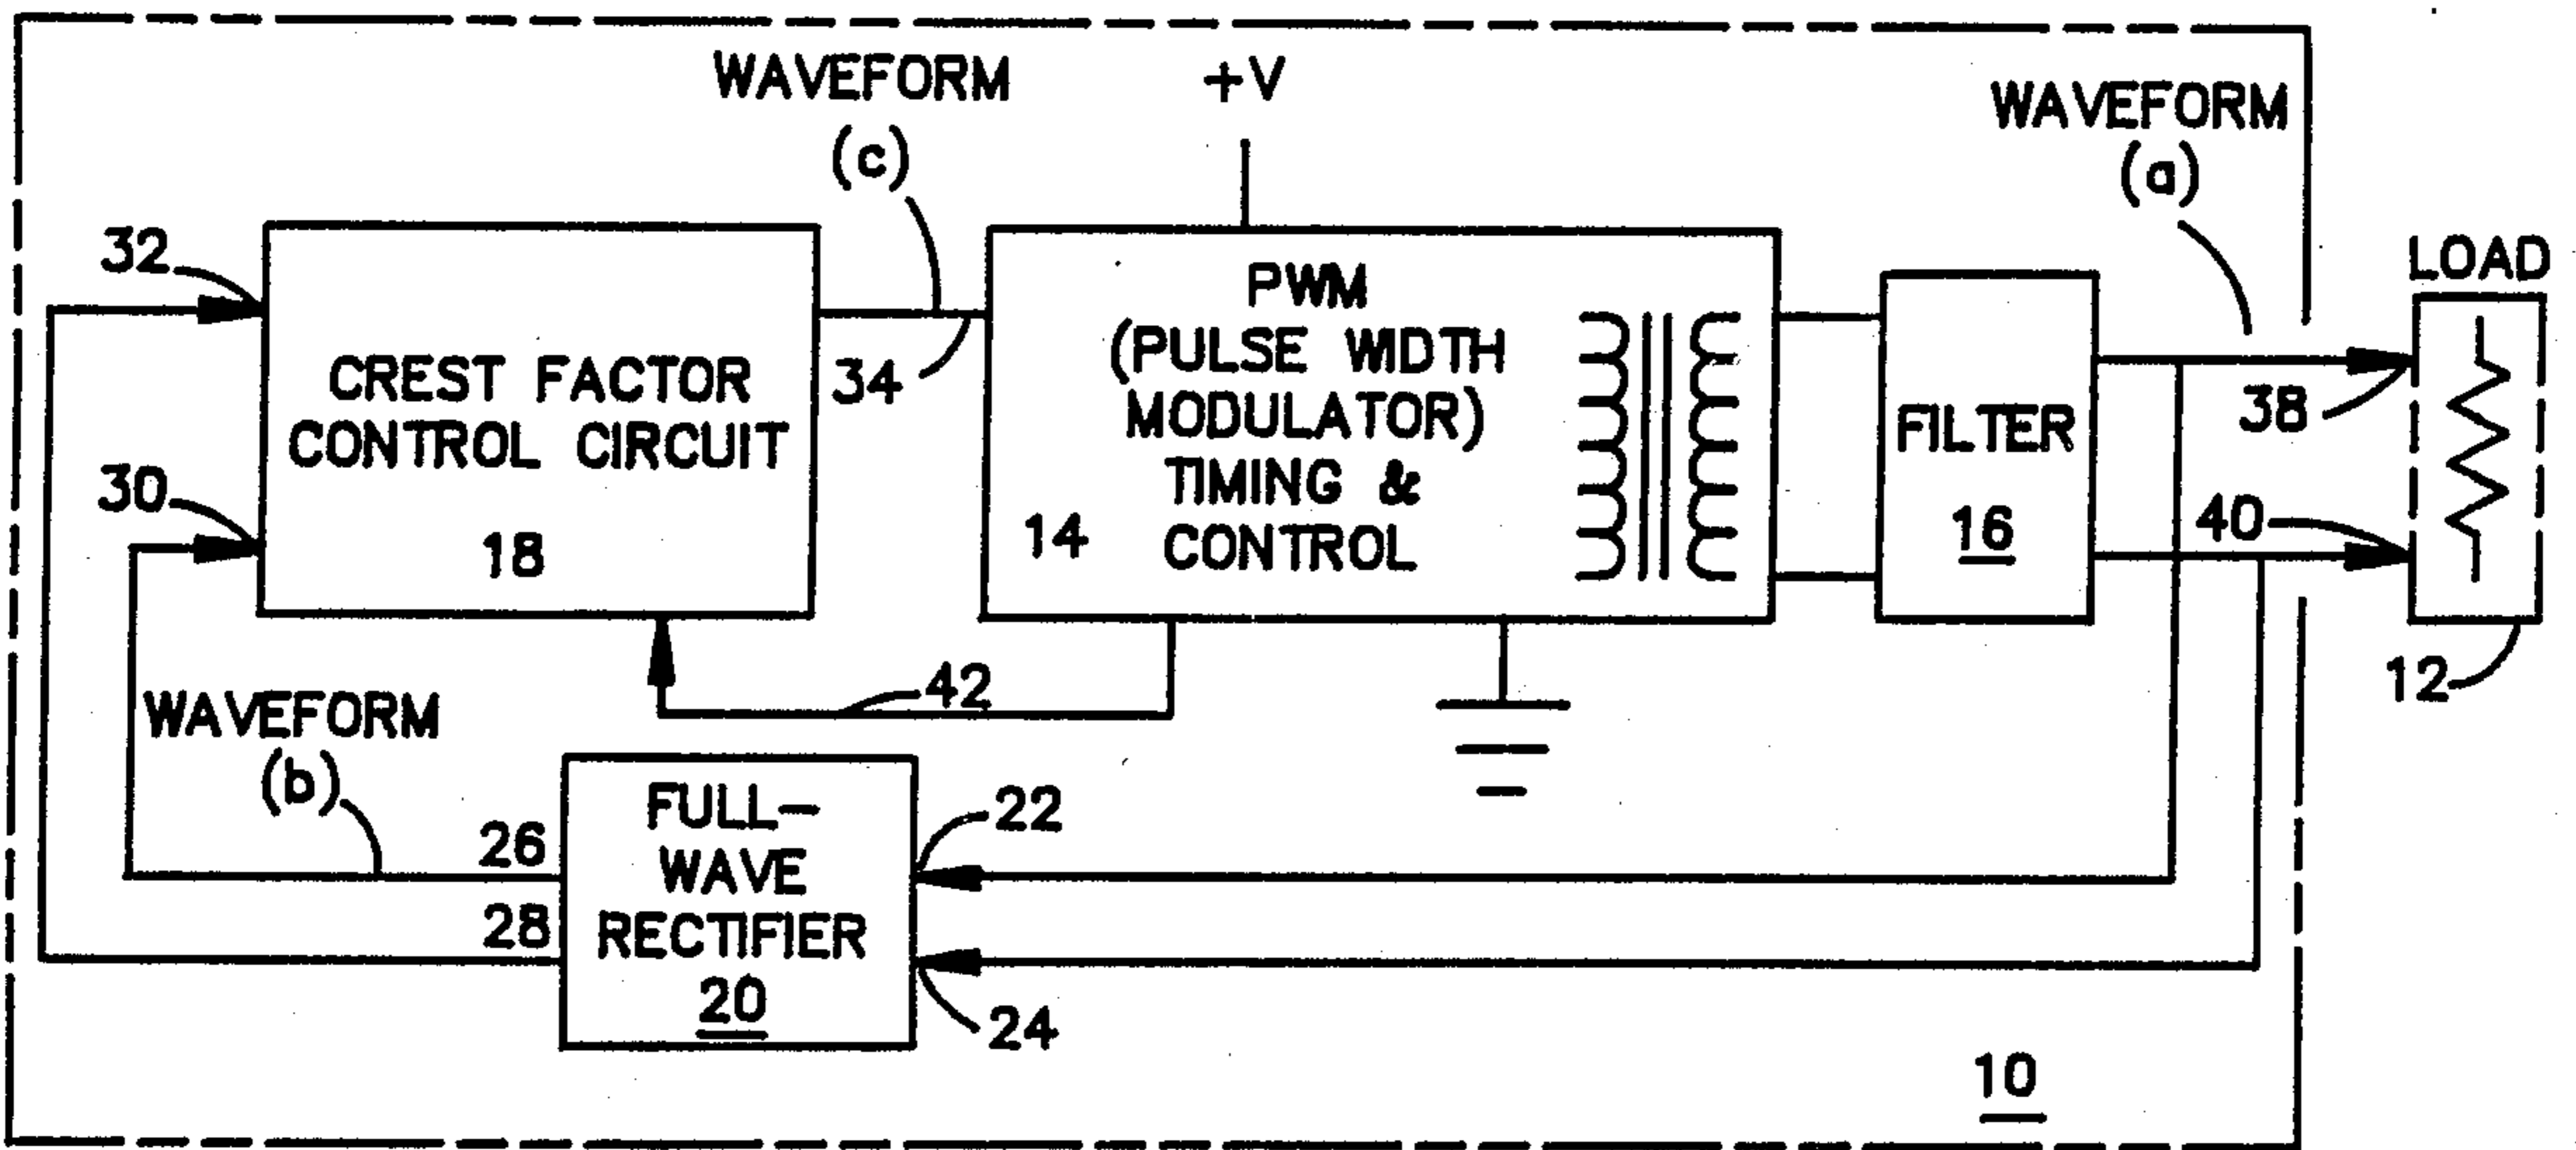 WAVEFORM
(c)
+V
WAVEFORM
(a)
32
30
CREST FACTOR
CONTROL CIRCUIT
18
34
PWM
(PULSE WIDTH
MODULATOR)
TIMING &
CONTROL
14
FILTER
16
38
40
LOAD
12
42
WAVEFORM
(b)
26
28
FULL-
WAVE
RECTIFIER
20
22
24
10